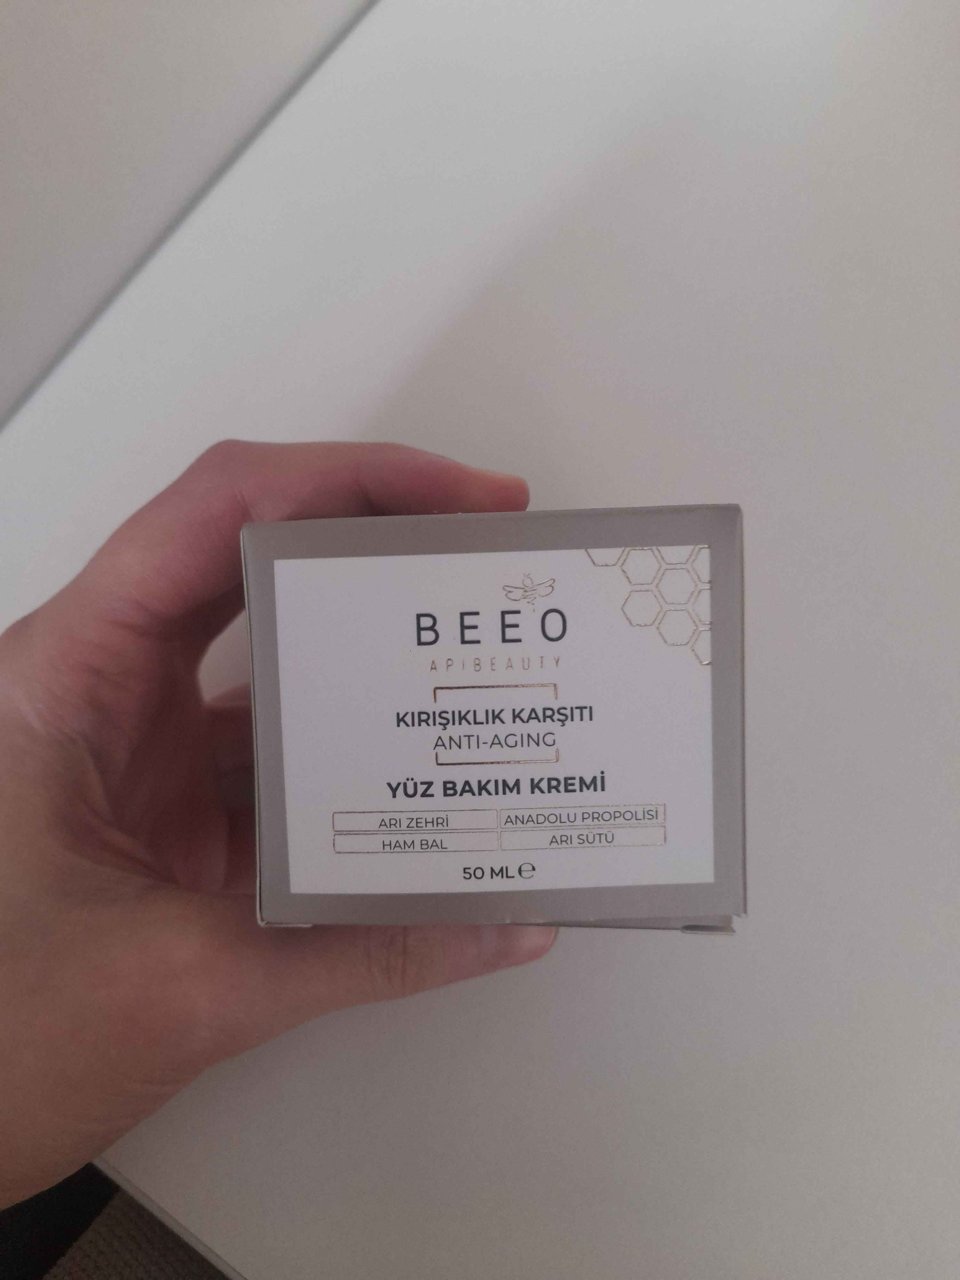 BEEO
APIBEAUTY
KIRIŞIKLIK KARŞITI
ANTI-AGING
YÜZ BAKIM KREMİ
ARI ZEHRİ ANADOLU PROPOLİSİ
HAM BAL ARI SÜTÜ
50 ML ℮